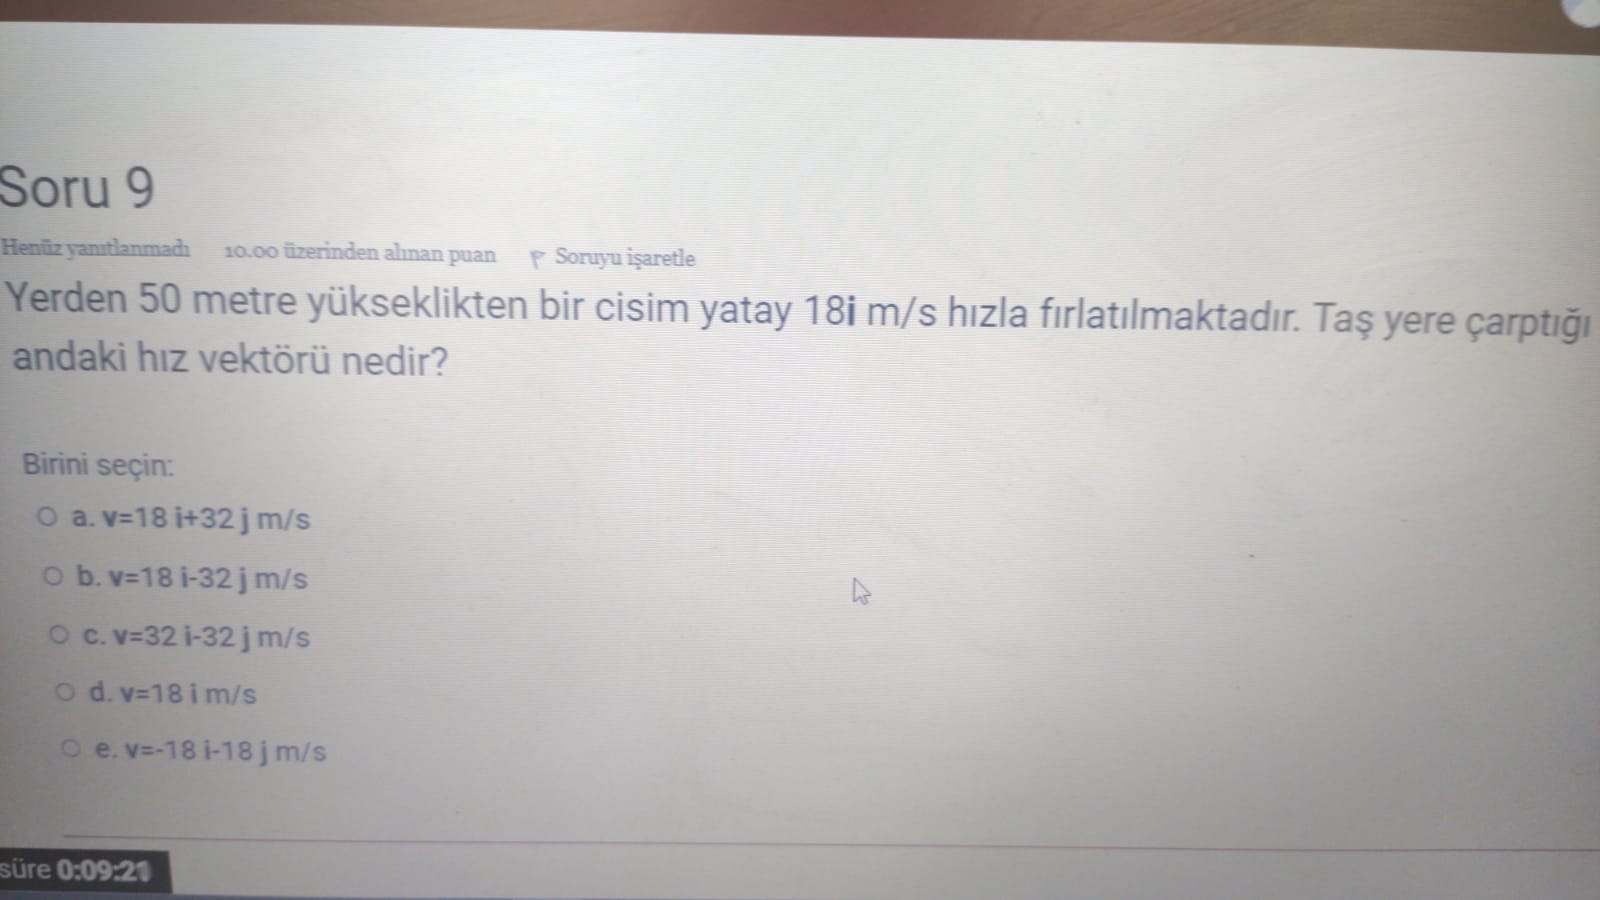 Soru 9
Henüz yanıtlanmadı 10.00 üzerinden alınan puan Soruyu işaretle
Yerden 50 metre yükseklikten bir cisim yatay 18i m/s hızla fırlatılmaktadır. Taş yere çarptığı
andaki hız vektörü nedir?
Birini seçin:
a. v=18 i+32 j m/s
b. v=18 i-32 j m/s
c. v=32 i-32 j m/s
d. v=18 i m/s
e. v=-18 i-18 j m/s
süre 0:09:21